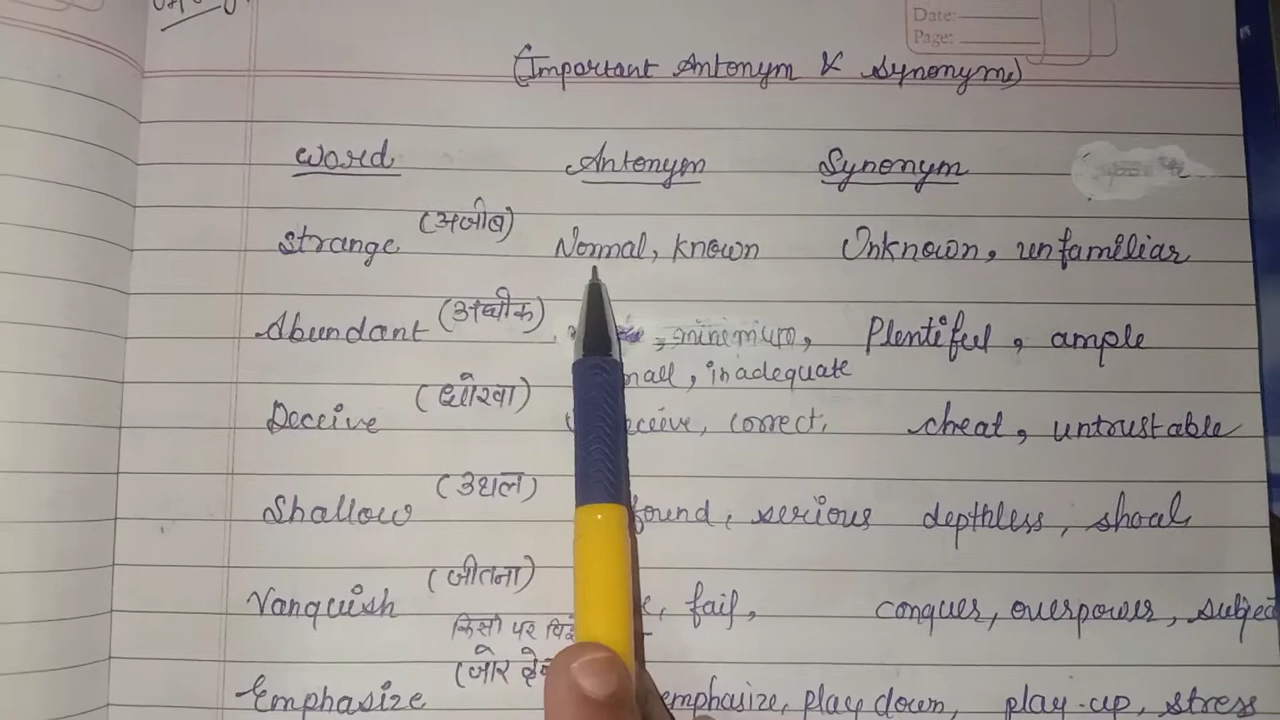 Date:
Page:
(Important Antonym & Synonym)
Word Antonym Synonym
Strange (अजीब) Normal, known Unknown, unfamiliar
Abundant (अधीक) minimum, Plentiful, ample
inadequate
Deceive (धोखा) correct, cheat, untrustable
Shallow (उथल) serious depthless, shoal
Vanquish (जीतना) fail, conquer, overpower,
किसी पर
Emphasize (जोर play down, play-up, stress